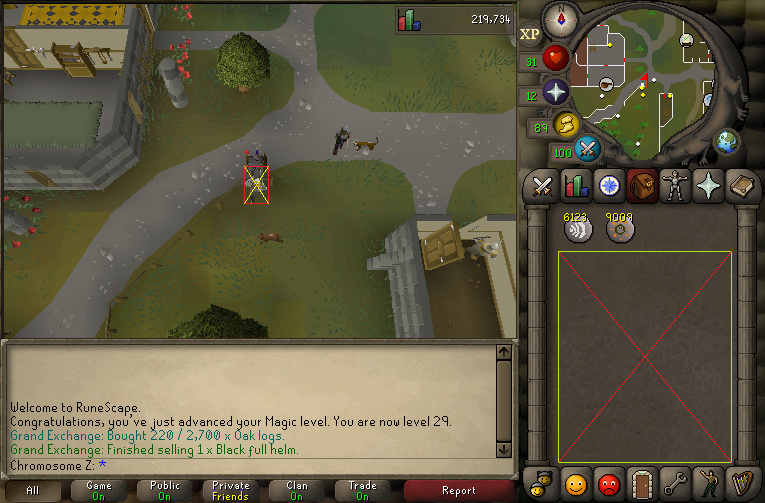 219,734
XP
31
12
89
100
6123 9009
Welcome to RuneScape.
Congratulations, you've just advanced your Magic level. You are now level 29.
Grand Exchange: Bought 220 / 2,700 x Oak logs.
Grand Exchange: Finished selling 1 x Black full helm.
Chromosome Z: *
All
Game
On
Public
On
Private
Friends
Clan
On
Trade
On
Report